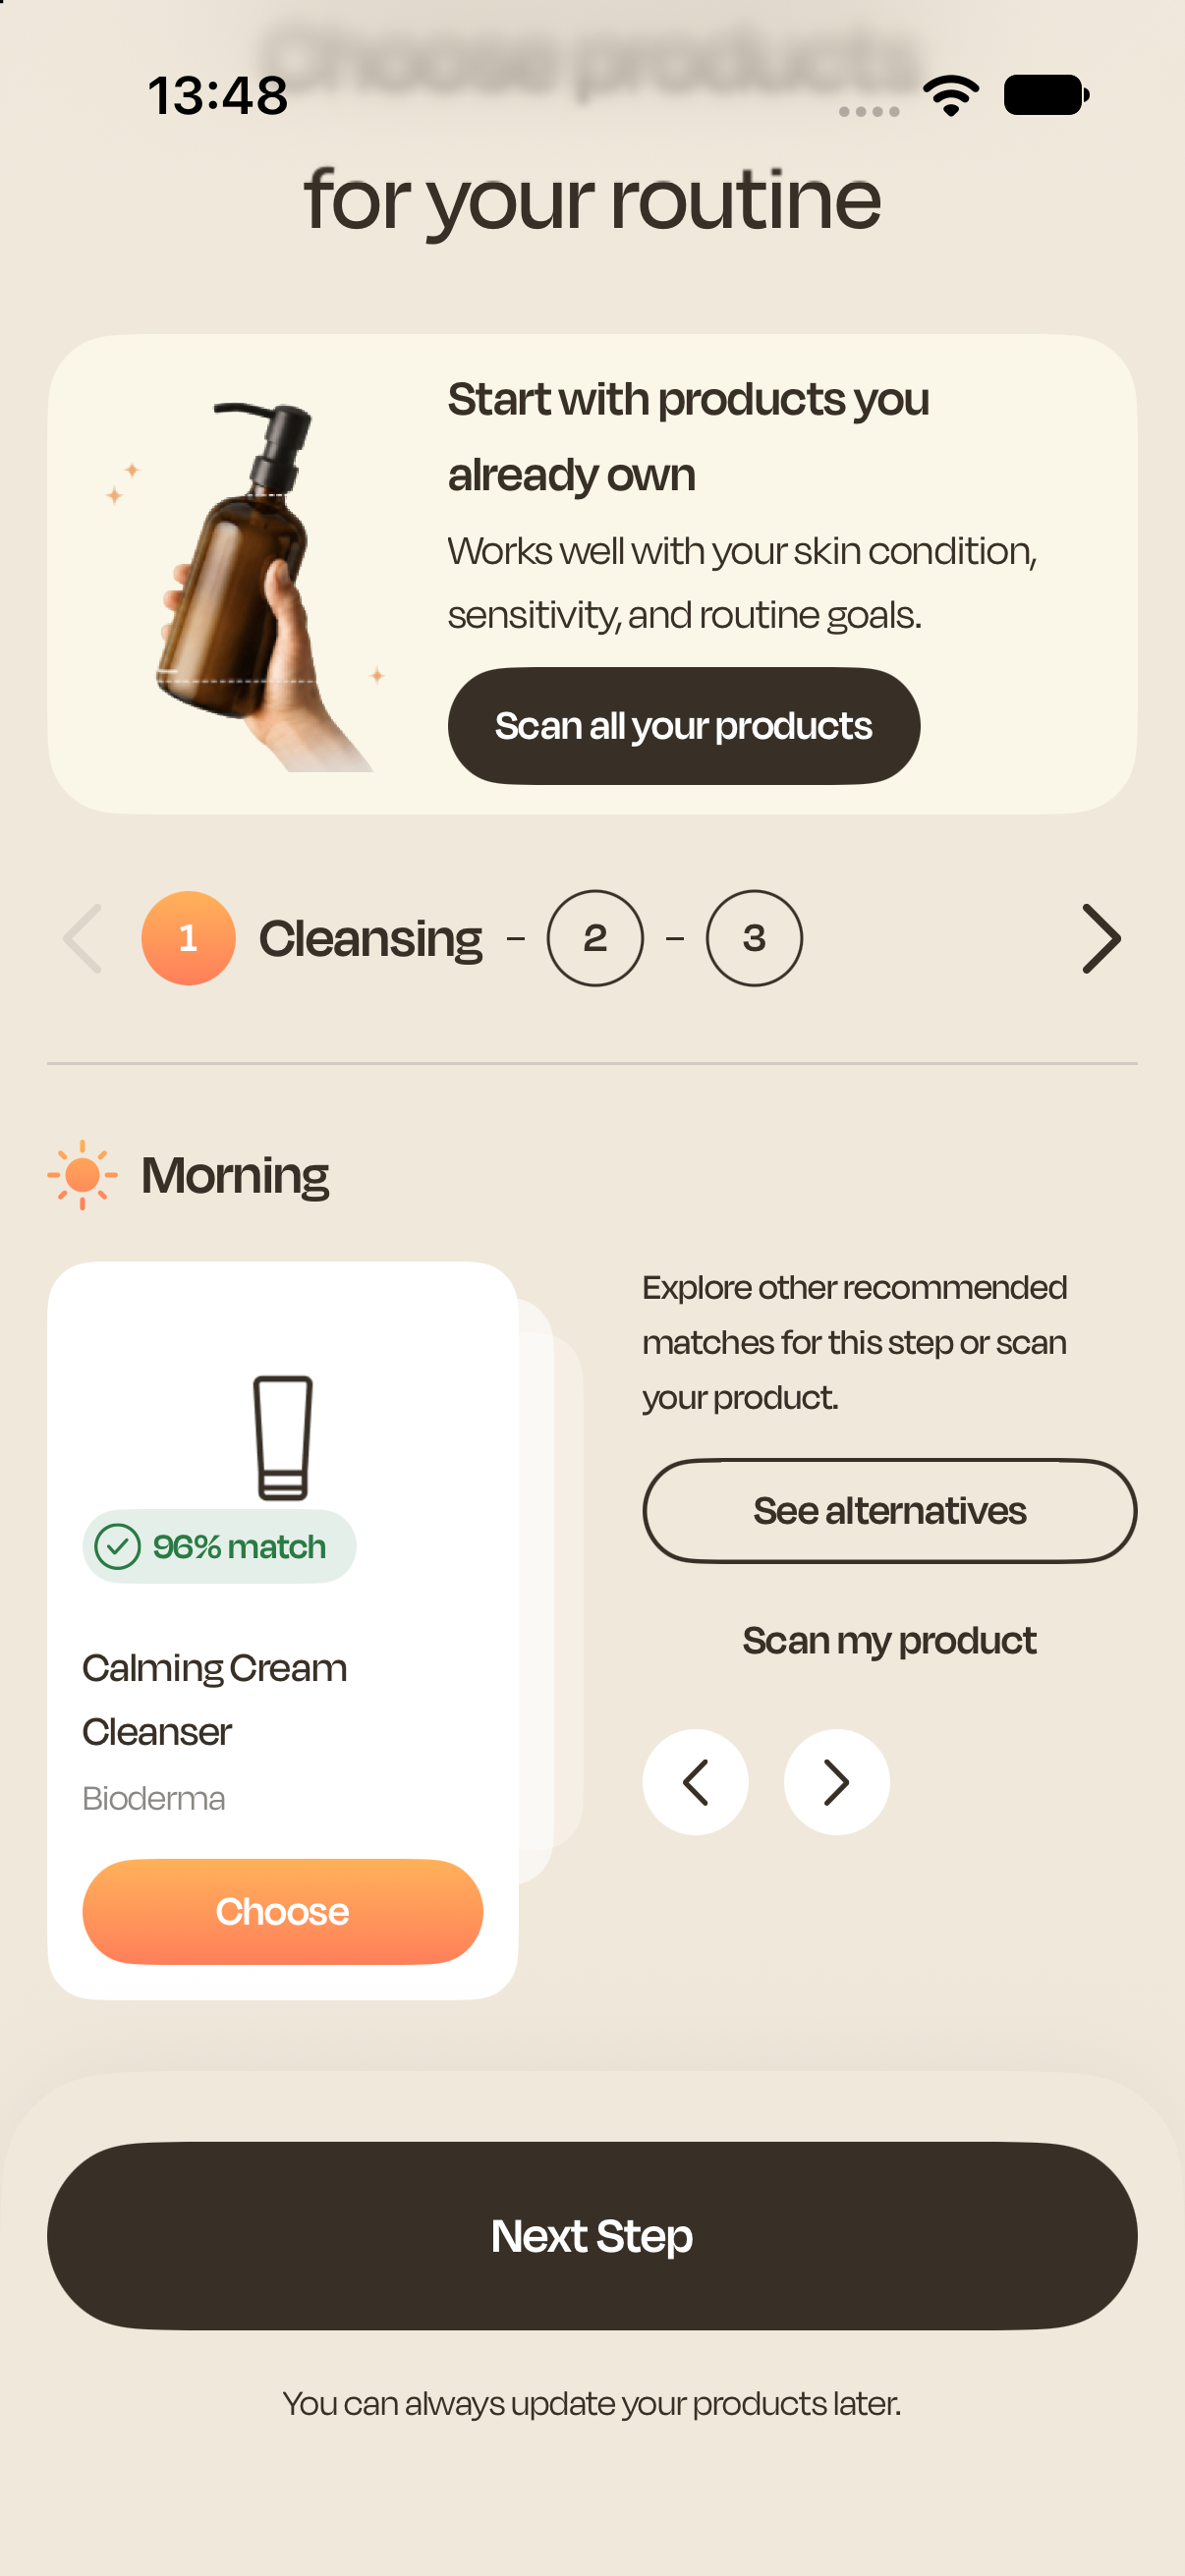 Choose products
13:48
for your routine
Start with products you
already own
Works well with your skin condition,
sensitivity, and routine goals.
Scan all your products
1 Cleansing - 2 - 3
Morning
96% match
Calming Cream
Cleanser
Bioderma
Choose
Explore other recommended
matches for this step or scan
your product.
See alternatives
Scan my product
Next Step
You can always update your products later.